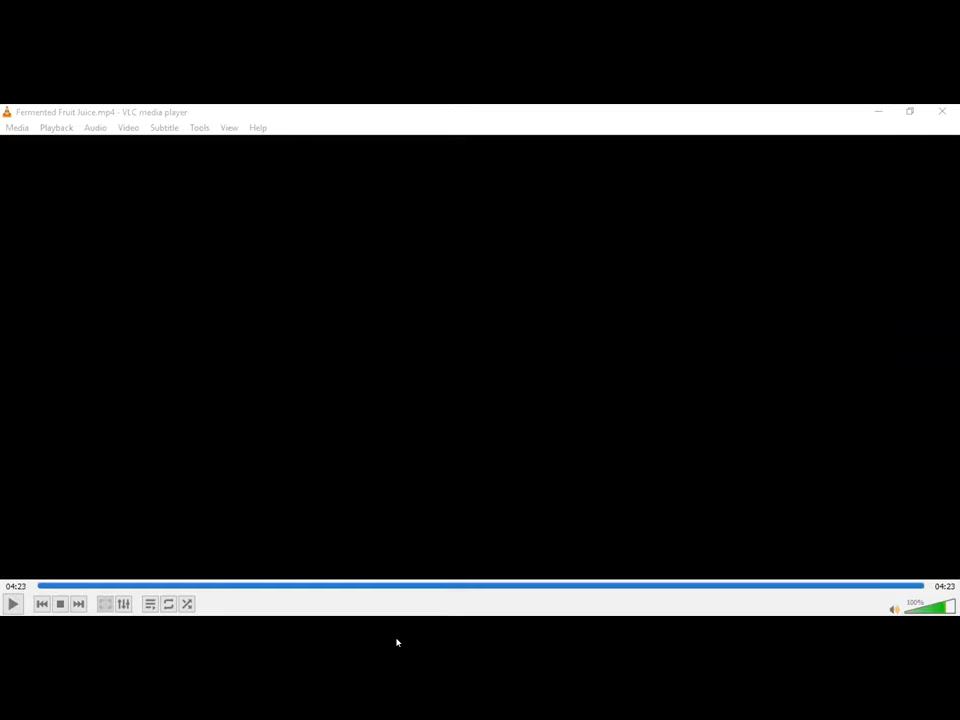 Fermented Fruit Juice.mp4 - VLC media player
Media Playback Audio Video Subtitle Tools View Help
04:23 04:23
100%